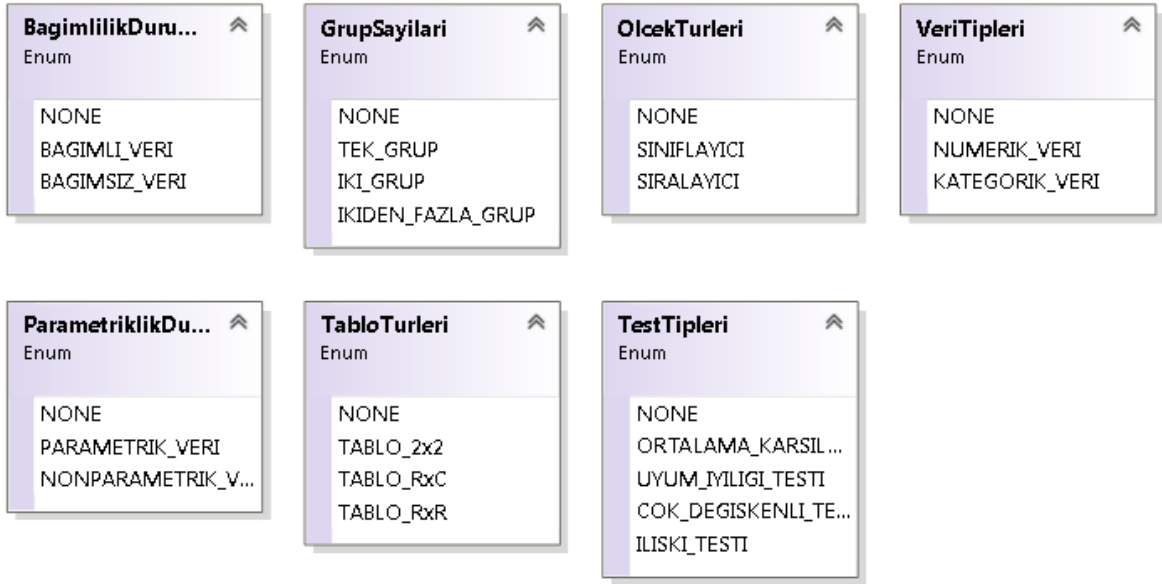 BagimlilikDuru...
Enum
NONE
BAGIMLI_VERI
BAGIMSIZ_VERI
GrupSayilari
Enum
NONE
TEK_GRUP
IKI_GRUP
IKIDEN_FAZLA_GRUP
OlcekTurleri
Enum
NONE
SINIFLAYICI
SIRALAYICI
VeriTipleri
Enum
NONE
NUMERIK_VERI
KATEGORIK_VERI
ParametriklikDu...
Enum
NONE
PARAMETRIK_VERI
NONPARAMETRIK_V...
TabloTurleri
Enum
NONE
TABLO_2x2
TABLO_RxC
TABLO_RxR
TestTipleri
Enum
NONE
ORTALAMA_KARSIL...
UYUM_IYILIGI_TESTI
COK_DEGISKENLI_TE...
ILISKI_TESTI